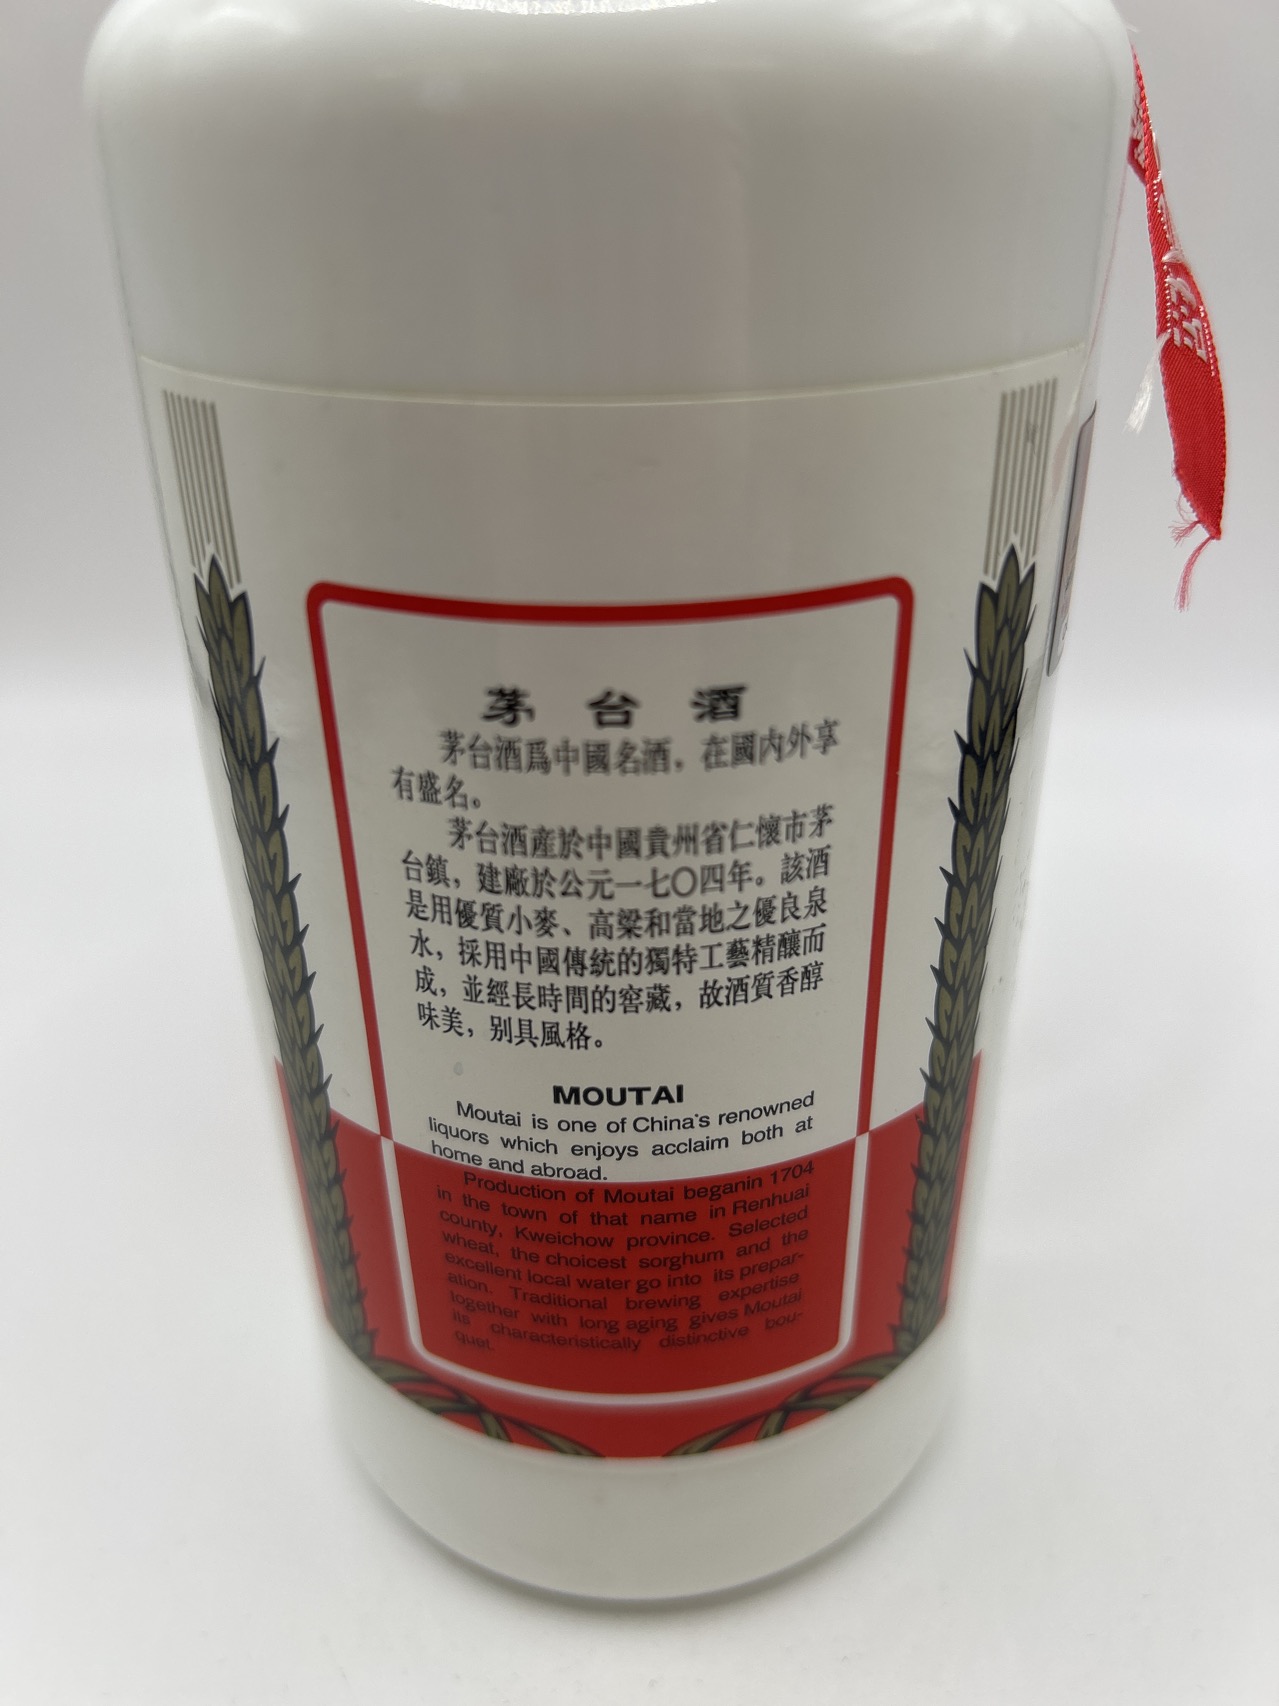 茅台酒
茅台酒爲中國名酒，在國内外享
有盛名。
茅台酒産於中國貴州省仁懷市茅
台鎮，建廠於公元一七〇四年。該酒
是用優質小麥、高粱和當地之優良泉
水，採用中國傳統的獨特工藝精釀而
成，並經長時間的窖藏，故酒質香醇
味美，别具風格。
MOUTAI
Moutai is one of China's renowned
liquors which enjoys acclaim both at
home and abroad.
Production of Moutai beganin 1704
in the town of that name in Renhuai
county, Kweichow province. Selected
wheat, the choicest sorghum and the
excellent local water go into its prepar-
ation. Traditional brewing expertise
together with long aging gives Moutai
its characteristically distinctive bou-
quet.